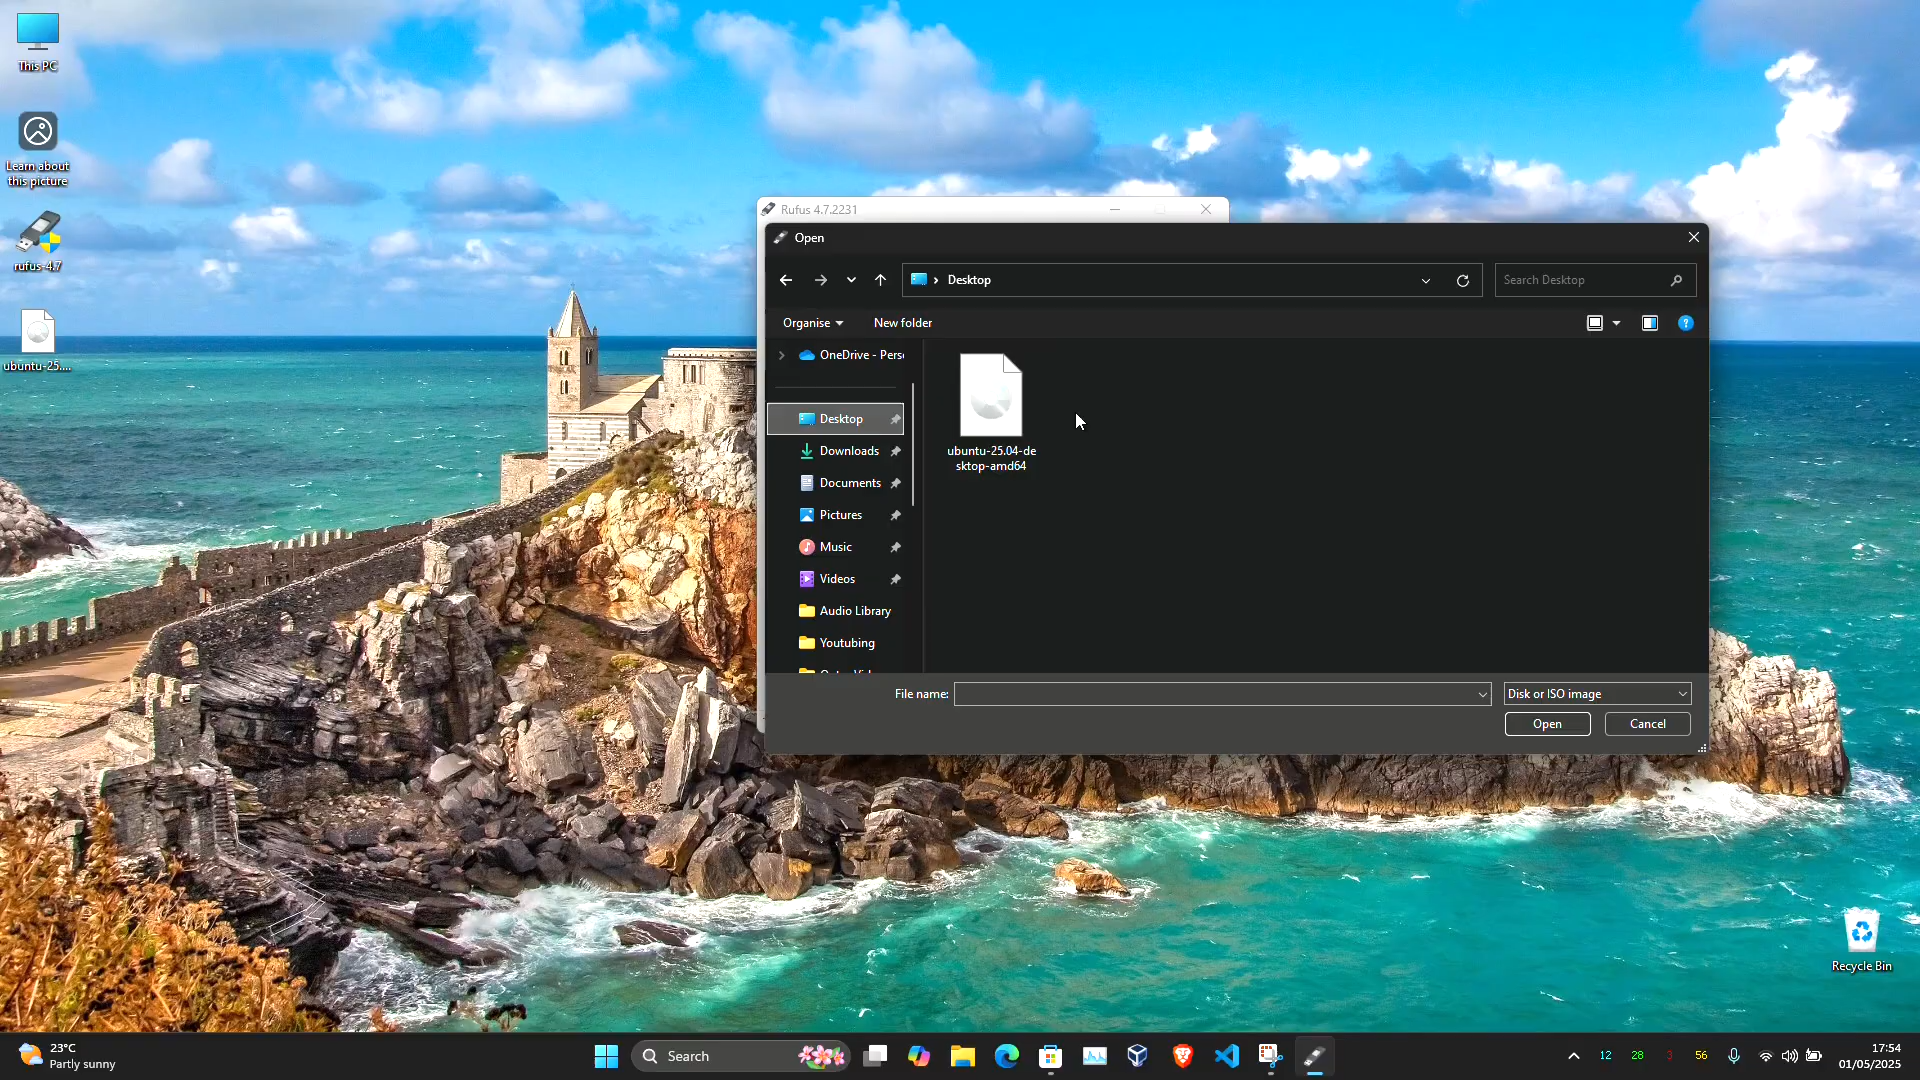 This PC
Learn about
this picture
rufus-4.7
ubuntu-25....
Rufus 4.7.2231
Open
Desktop
Search Desktop
Organise
New folder
OneDrive - Perso
Desktop
Downloads
Documents
Pictures
Music
Videos
Audio Library
Youtubing
ubuntu-25.04-de
sktop-amd64
File name:
Disk or ISO image
Open
Cancel
Recycle Bin
23°C
Partly sunny
Search
12
28
3
56
17:54
01/05/2025